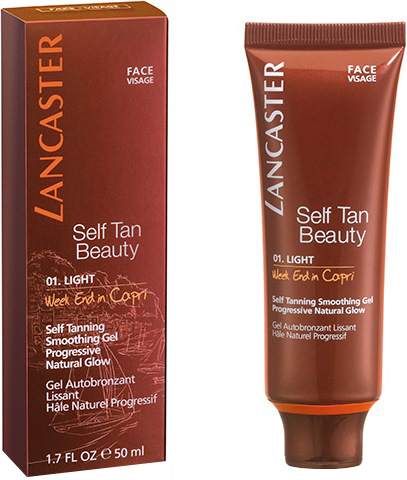 FACE · VISAGE
FACE
VISAGE
LANCASTER
Self Tan
Beauty
01. LIGHT
Week End in Capri
Self Tanning
Smoothing Gel
Progressive
Natural Glow
Gel Autobronzant
Lissant
Hâle Naturel Progressif
1.7 FL OZ ℮ 50 ml
FACE
VISAGE
LANCASTER
Self Tan
Beauty
01. LIGHT
Week End in Capri
Self Tanning Smoothing Gel
Progressive Natural Glow
Gel Autobronzant Lissant
Hâle Naturel Progressif